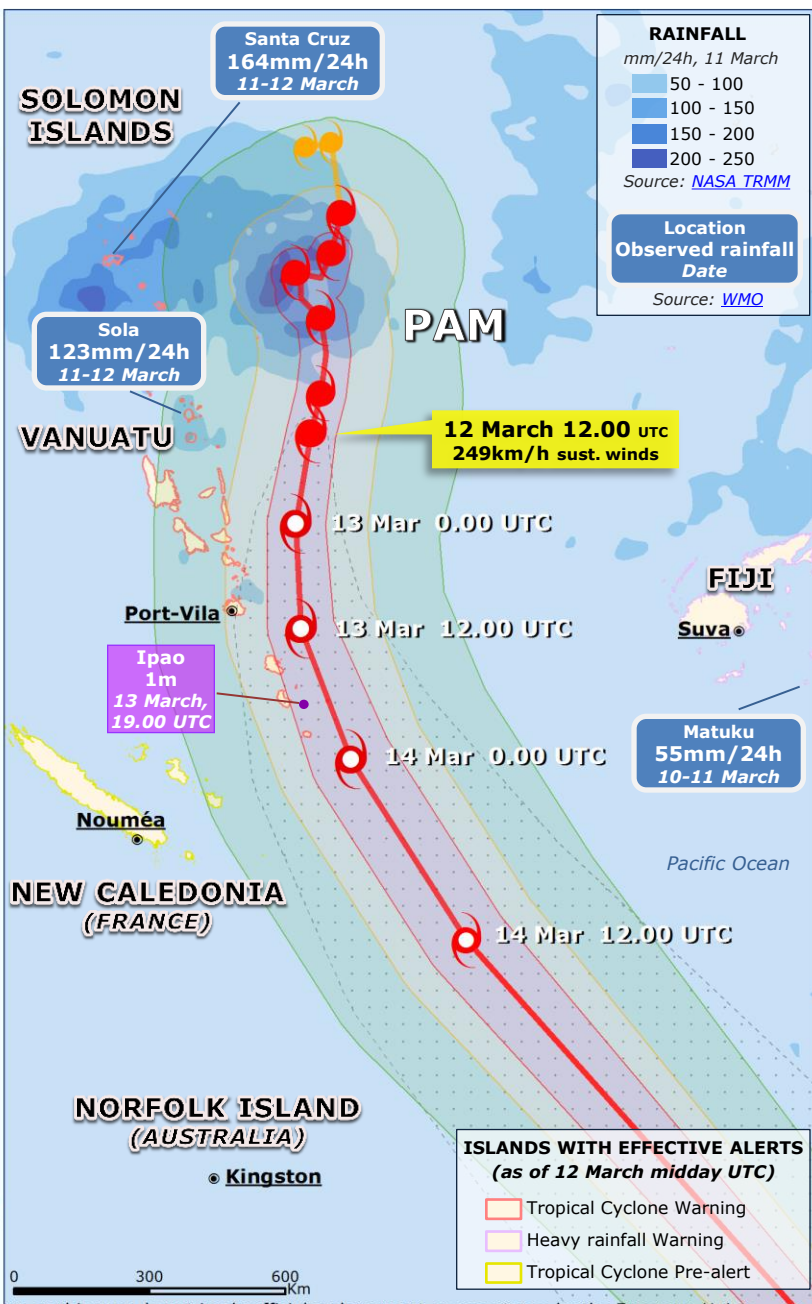 Santa Cruz
164mm/24h
11-12 March
SOLOMON
ISLANDS
RAINFALL
mm/24h, 11 March
50 - 100
100 - 150
150 - 200
200 - 250
Source: NASA TRMM
Location
Observed rainfall
Date
Source: WMO
PAM
Sola
123mm/24h
11-12 March
VANUATU
12 March 12.00 UTC
249km/h sust. winds
13 Mar 0.00 UTC
FIJI
Port-Vila
13 Mar 12.00 UTC
Suva
Ipao
1m
13 March,
19.00 UTC
14 Mar 0.00 UTC
Matuku
55mm/24h
10-11 March
Nouméa
Pacific Ocean
NEW CALEDONIA
(FRANCE)
14 Mar 12.00 UTC
NORFOLK ISLAND
(AUSTRALIA)
Kingston
ISLANDS WITH EFFECTIVE ALERTS
(as of 12 March midday UTC)
Tropical Cyclone Warning
Heavy rainfall Warning
Tropical Cyclone Pre-alert
0 300 600
Km